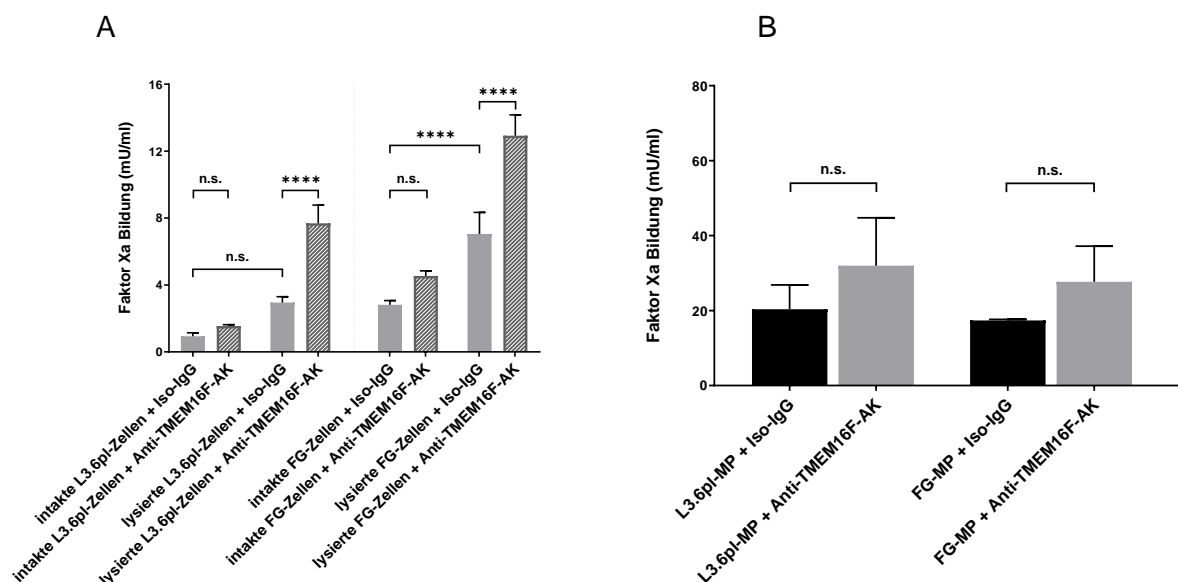 A
Faktor Xa Bildung (mU/ml)
16
12
8
4
0
n.s.
n.s.
****
n.s.
****
****
intakte L3.6pl-Zellen + Iso-IgG
intakte L3.6pl-Zellen + Anti-TMEM16F-AK
lysierte L3.6pl-Zellen + Iso-IgG
lysierte L3.6pl-Zellen + Anti-TMEM16F-AK
intakte FG-Zellen + Iso-IgG
intakte FG-Zellen + Anti-TMEM16F-AK
lysierte FG-Zellen + Iso-IgG
lysierte FG-Zellen + Anti-TMEM16F-AK
B
Faktor Xa Bildung (mU/ml)
80
60
40
20
0
n.s.
n.s.
L3.6pl-MP + Iso-IgG
L3.6pl-MP + Anti-TMEM16F-AK
FG-MP + Iso-IgG
FG-MP + Anti-TMEM16F-AK